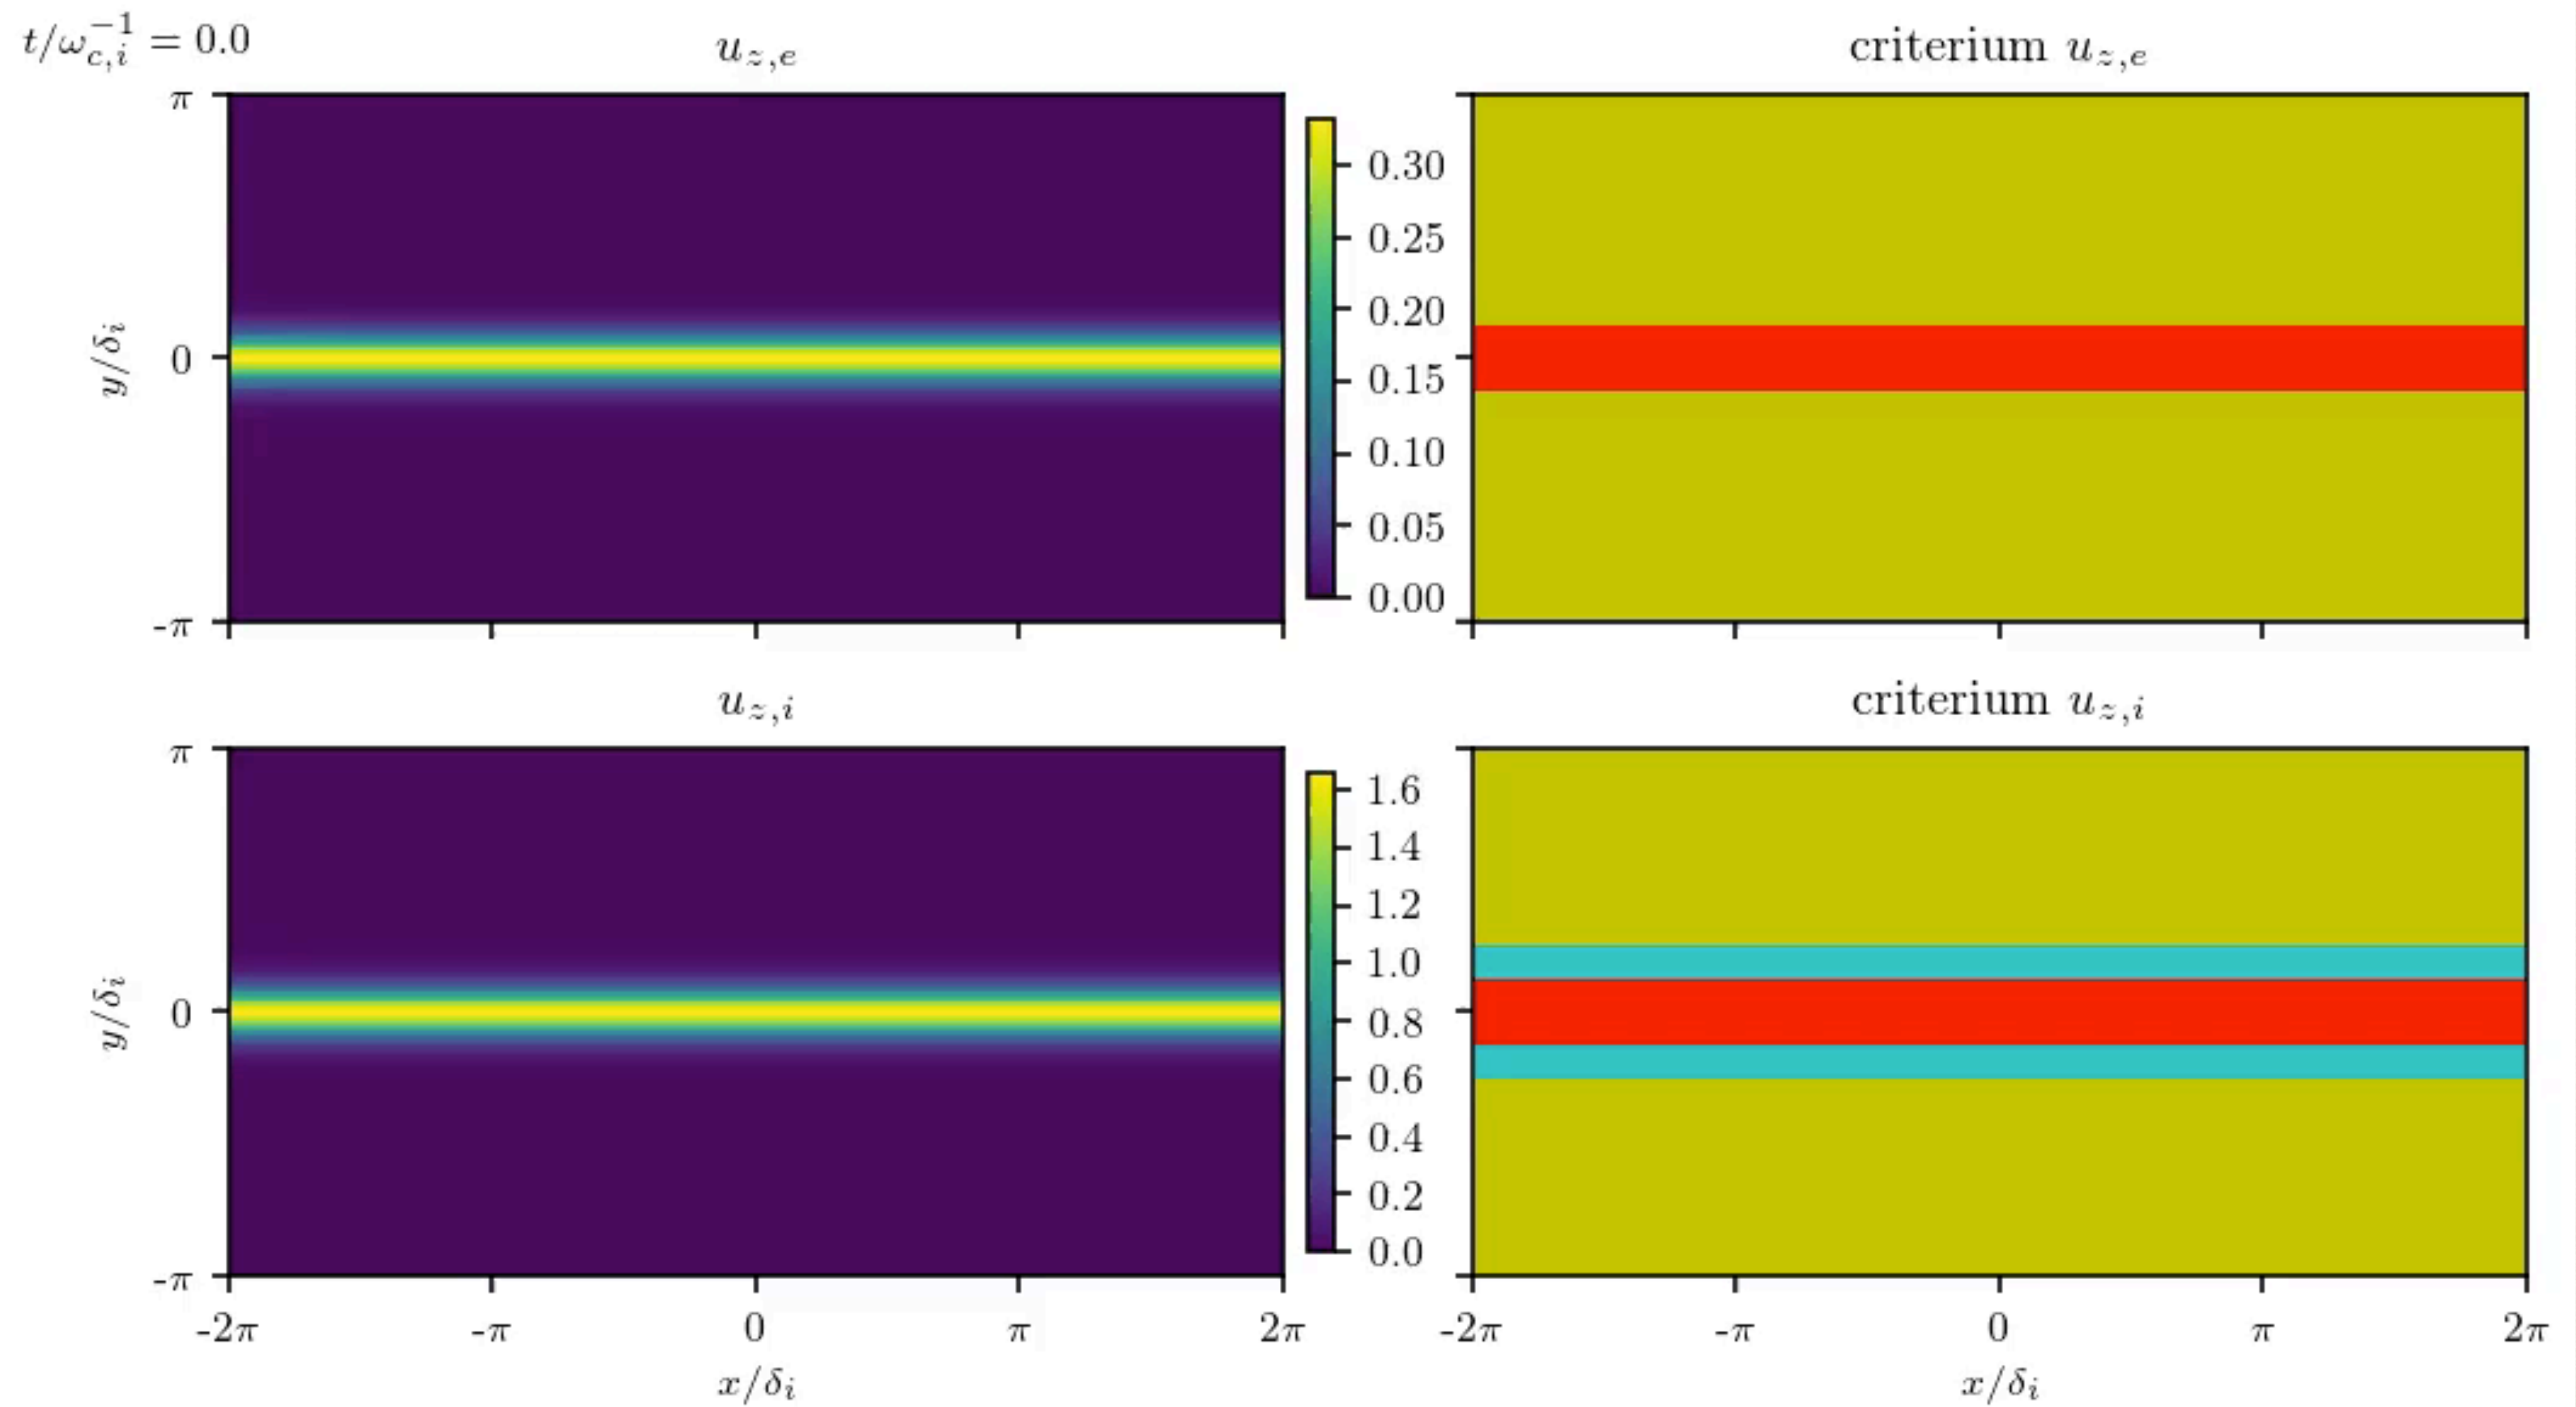 t/ω_{c,i}^{-1} = 0.0
u_{z,e}
criterium u_{z,e}
π
0
-π
y/δ_i
0.30
0.25
0.20
0.15
0.10
0.05
0.00
u_{z,i}
criterium u_{z,i}
π
0
-π
y/δ_i
1.6
1.4
1.2
1.0
0.8
0.6
0.4
0.2
0.0
-2π -π 0 π 2π
-2π -π 0 π 2π
x/δ_i
x/δ_i